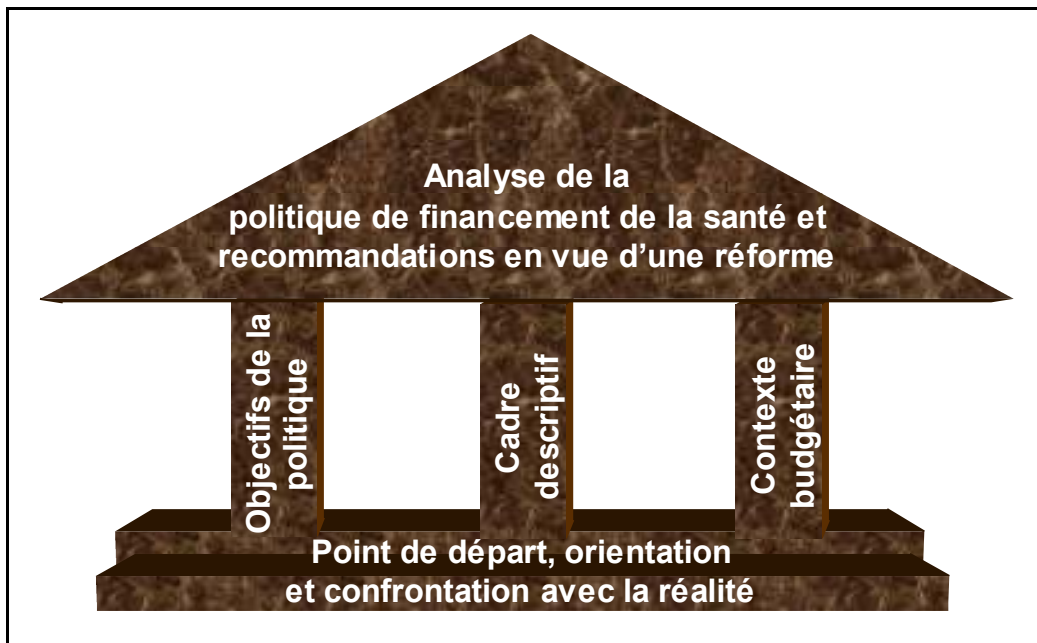 Analyse de la
politique de financement de la santé et
recommandations en vue d’une réforme
Objectifs de la
politique
Cadre
descriptif
Contexte
budgétaire
Point de départ, orientation
et confrontation avec la réalité